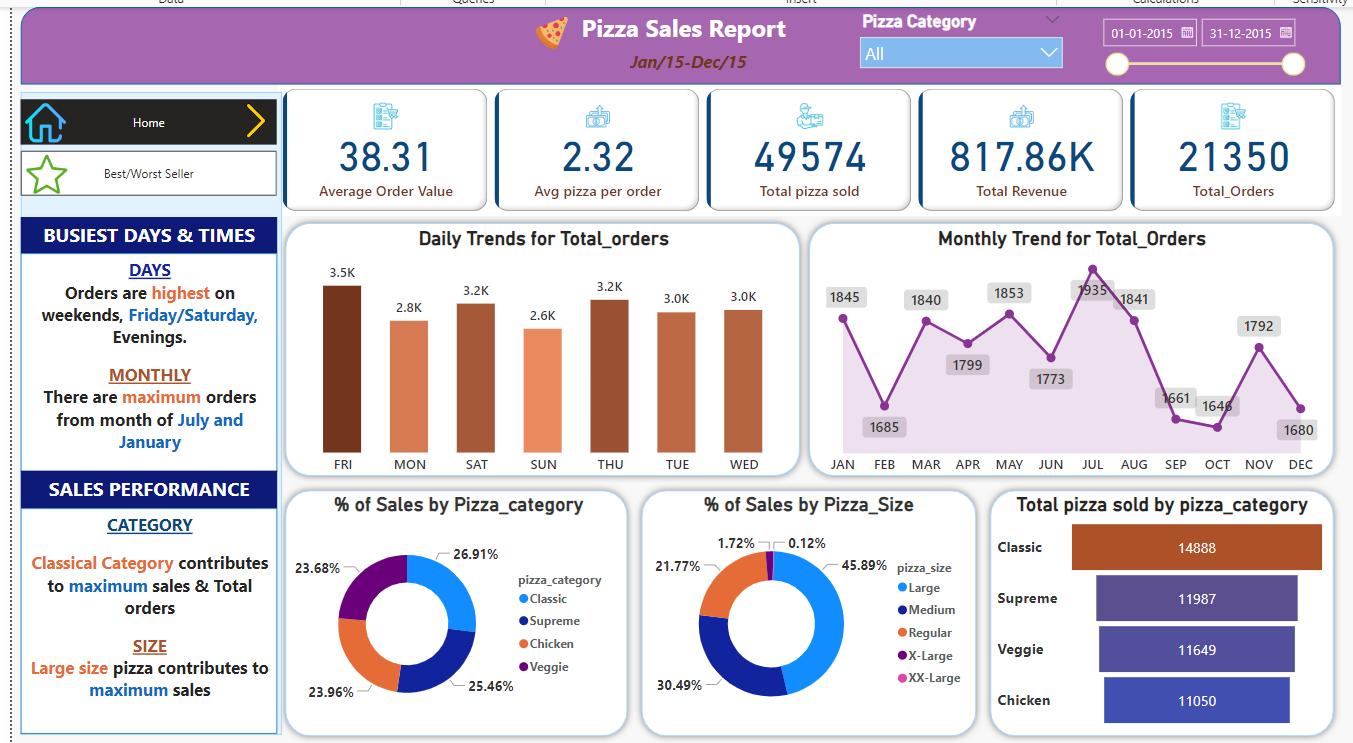 Data
Queries
Insert
Calculations
Sensitivity
Pizza Sales Report
Jan/15-Dec/15
Pizza Category
All
01-01-2015
31-12-2015
Home
Best/Worst Seller
38.31
Average Order Value
2.32
Avg pizza per order
49574
Total pizza sold
817.86K
Total Revenue
21350
Total_Orders
BUSIEST DAYS & TIMES
DAYS
Orders are highest on
weekends, Friday/Saturday,
Evenings.
MONTHLY
There are maximum orders
from month of July and
January
SALES PERFORMANCE
CATEGORY
Classical Category contributes
to maximum sales & Total
orders
SIZE
Large size pizza contributes to
maximum sales
Daily Trends for Total_orders
3.5K
2.8K
3.2K
2.6K
3.2K
3.0K
3.0K
FRI MON SAT SUN THU TUE WED
Monthly Trend for Total_Orders
1845
1685
1840
1799
1853
1773
1935
1841
1661
1646
1792
1680
JAN FEB MAR APR MAY JUN JUL AUG SEP OCT NOV DEC
% of Sales by Pizza_category
26.91%
25.46%
23.96%
23.68%
pizza_category
Classic
Supreme
Chicken
Veggie
% of Sales by Pizza_Size
1.72%
0.12%
45.89%
30.49%
21.77%
pizza_size
Large
Medium
Regular
X-Large
XX-Large
Total pizza sold by pizza_category
Classic 14888
Supreme 11987
Veggie 11649
Chicken 11050